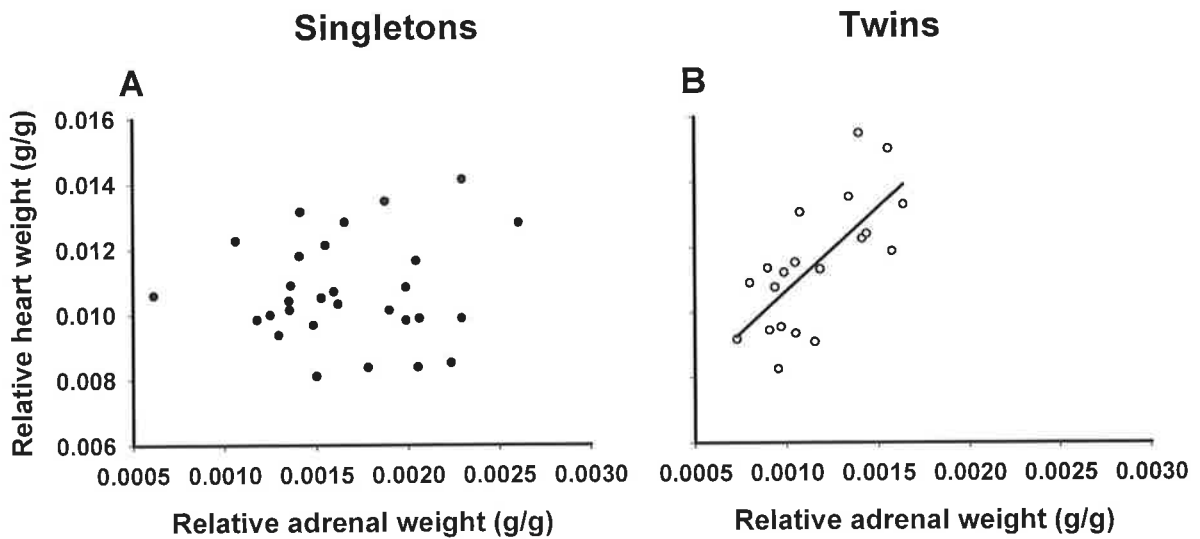 Singletons
Twins
A
B
Relative heart weight (g/g)
0.016
0.014
0.012
0.010
0.008
0.006
0.0005 0.0010 0.0015 0.0020 0.0025 0.0030
0.0005 0.0010 0.0015 0.0020 0.0025 0.0030
Relative adrenal weight (g/g)
Relative adrenal weight (g/g)